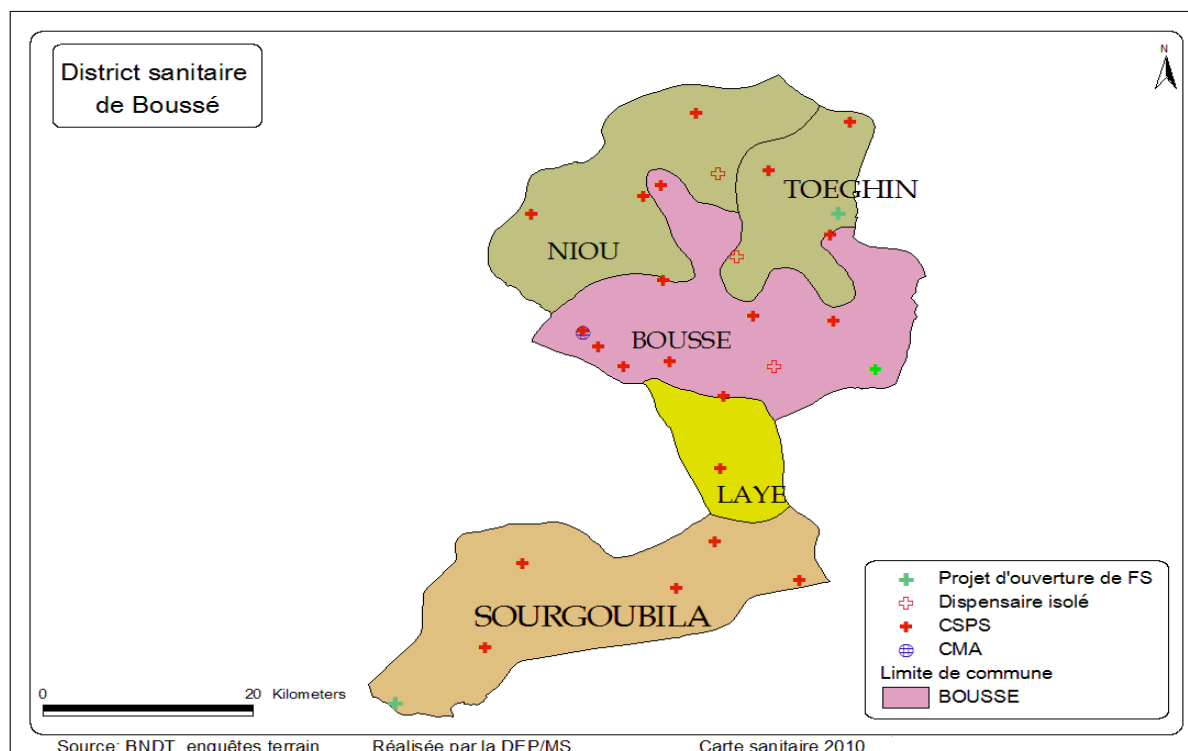 District sanitaire
de Boussé
N
TOEGHIN
NIOU
BOUSSE
LAYE
SOURGOUBILA
Projet d'ouverture de FS
Dispensaire isolé
CSPS
CMA
Limite de commune
BOUSSE
0 20 Kilometers
Source: BNDT enquêtes terrain Réalisée par la DEP/MS Carte sanitaire 2010